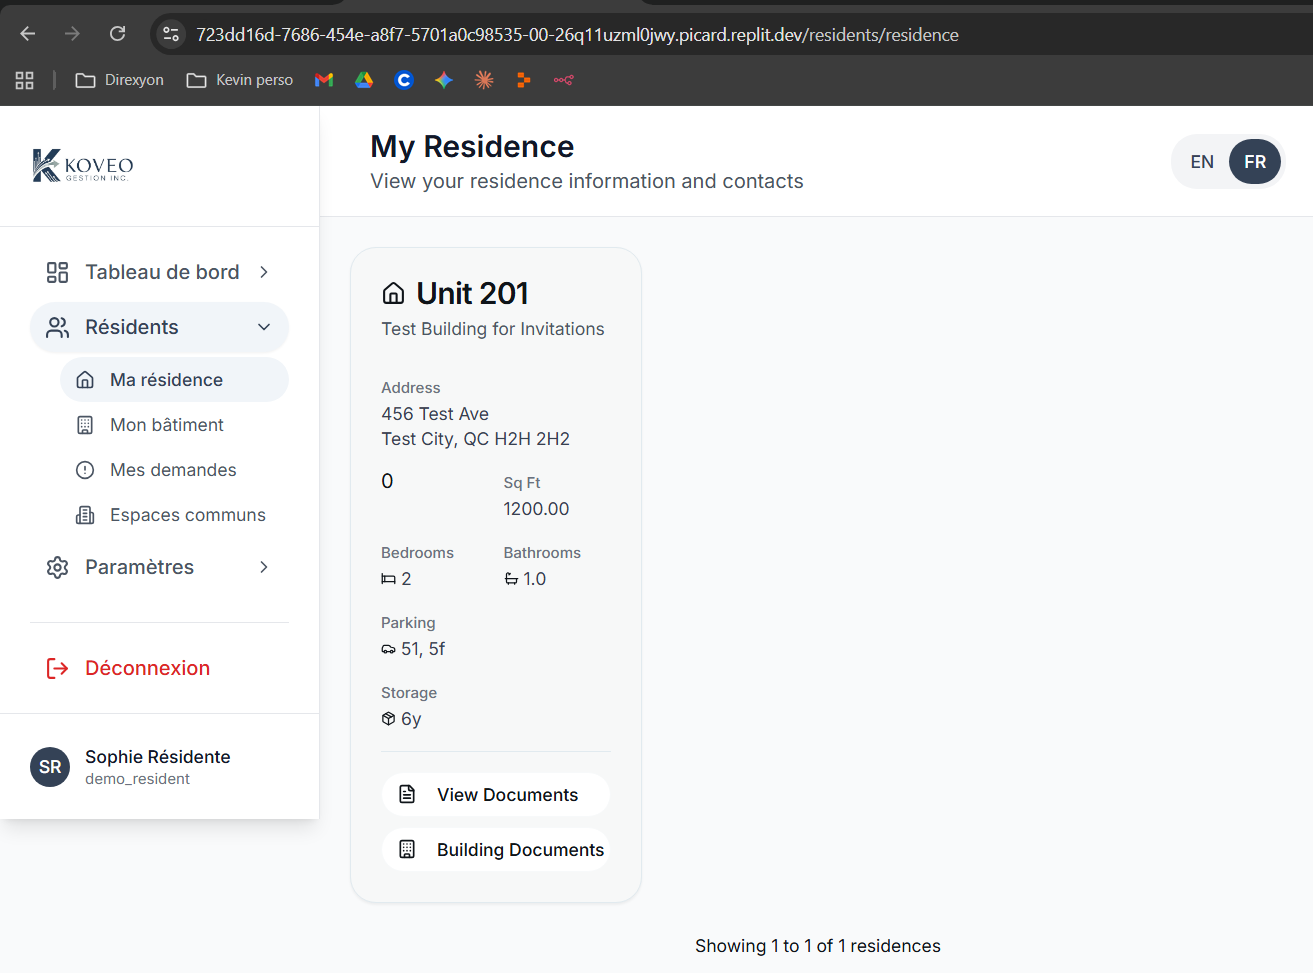 723dd16d-7686-454e-a8f7-5701a0c98535-00-26q11uzml0jwy.picard.replit.dev/residents/residence
Direxyon
Kevin perso
KOVEO
GESTION INC.
My Residence
View your residence information and contacts
EN
FR
Tableau de bord
Résidents
Ma résidence
Mon bâtiment
Mes demandes
Espaces communs
Paramètres
Déconnexion
SR
Sophie Résidente
demo_resident
Unit 201
Test Building for Invitations
Address
456 Test Ave
Test City, QC H2H 2H2
0
Sq Ft
1200.00
Bedrooms
2
Bathrooms
1.0
Parking
51, 5f
Storage
6y
View Documents
Building Documents
Showing 1 to 1 of 1 residences